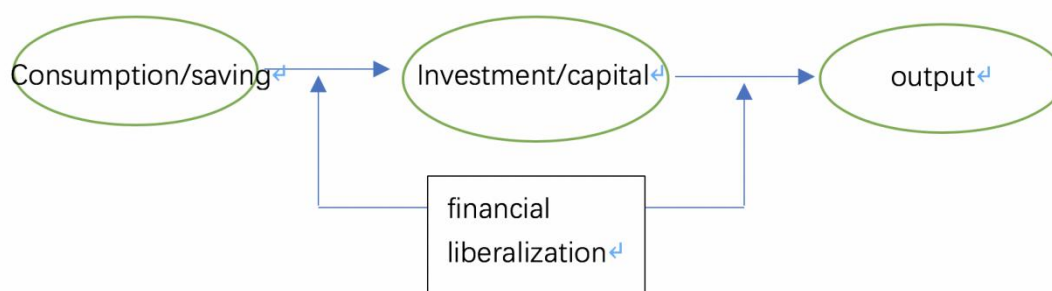 Consumption/saving
Investment/capital
output
financial
liberalization